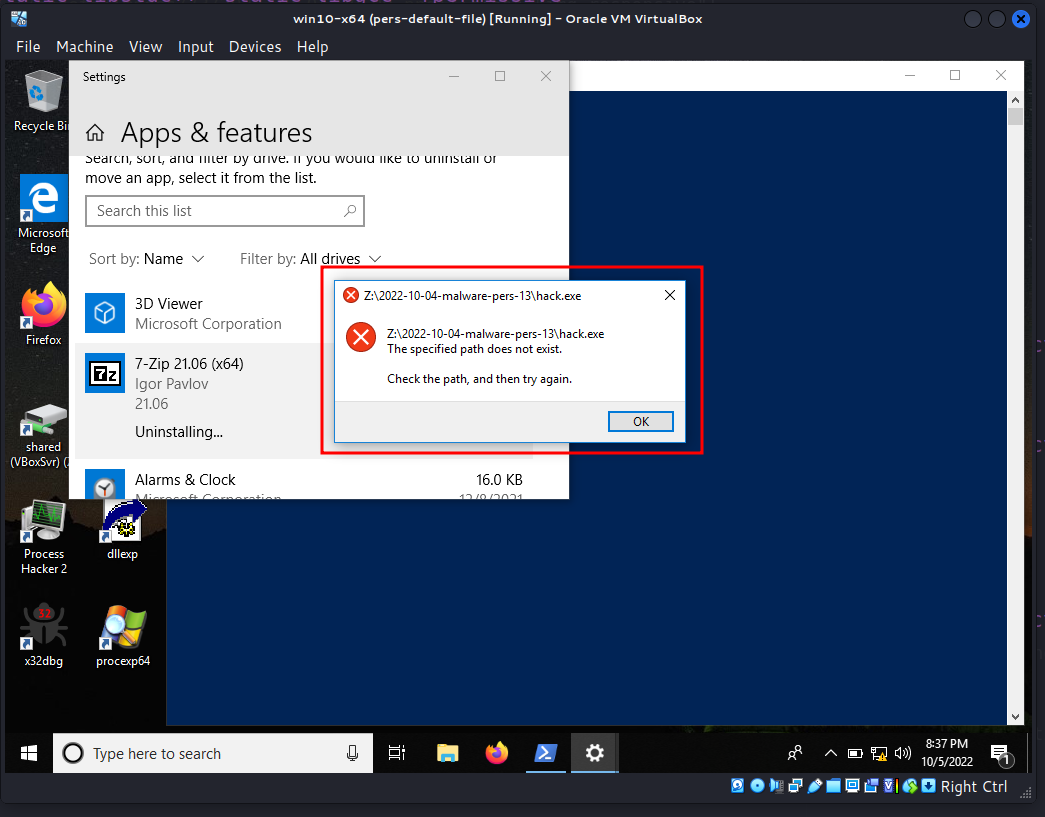 win10-x64 (pers-default-file) [Running] - Oracle VM VirtualBox
File Machine View Input Devices Help
Recycle Bi
Microsoft
Edge
Firefox
shared
(VBoxSvr) (
Process
Hacker 2
dllexp
32
x32dbg
procexp64
Settings
Apps & features
Search, sort, and filter by drive. If you would like to uninstall or
move an app, select it from the list.
Search this list
Sort by: Name
Filter by: All drives
3D Viewer
Microsoft Corporation
7z
7-Zip 21.06 (x64)
Igor Pavlov
21.06
Uninstalling...
Alarms & Clock
16.0 KB
Microsoft Corporation
12/8/2021
Z:\2022-10-04-malware-pers-13\hack.exe
Z:\2022-10-04-malware-pers-13\hack.exe
The specified path does not exist.
Check the path, and then try again.
OK
Type here to search
8:37 PM
10/5/2022
1
Right Ctrl